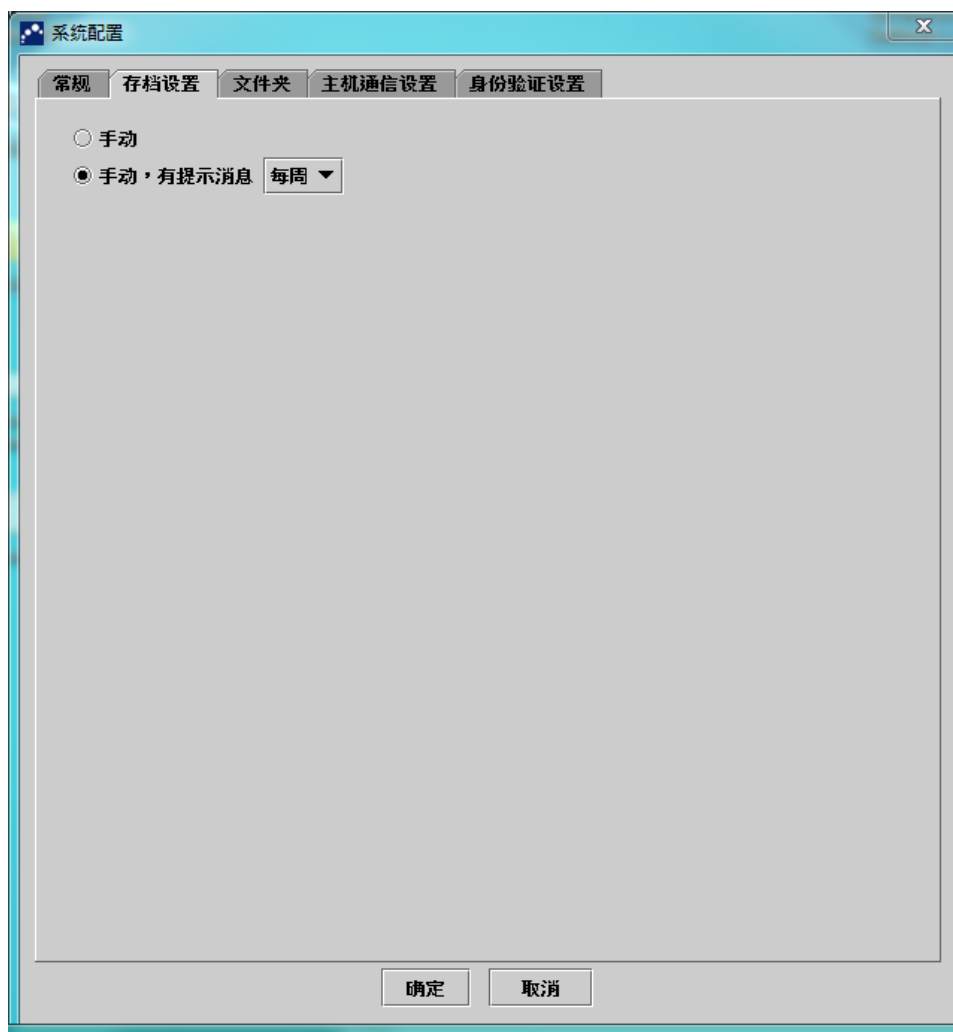 系统配置
常规 存档设置 文件夹 主机通信设置 身份验证设置
手动
手动，有提示消息 每周
确定 取消